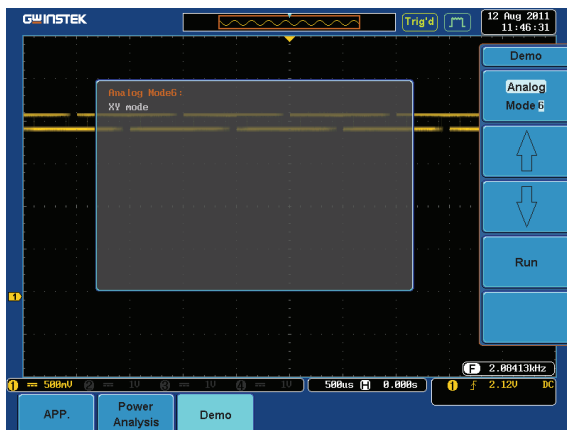 GWINSTEK
Trig'd
12 Aug 2011
11:46:31
Demo
Analog
Mode 6
Analog Mode6:
XY mode
Run
1
F 2.08413kHz
1 500mV 2 1V 3 1V 4 1V
500us H 0.000s
1 2.12V DC
APP.
Power
Analysis
Demo